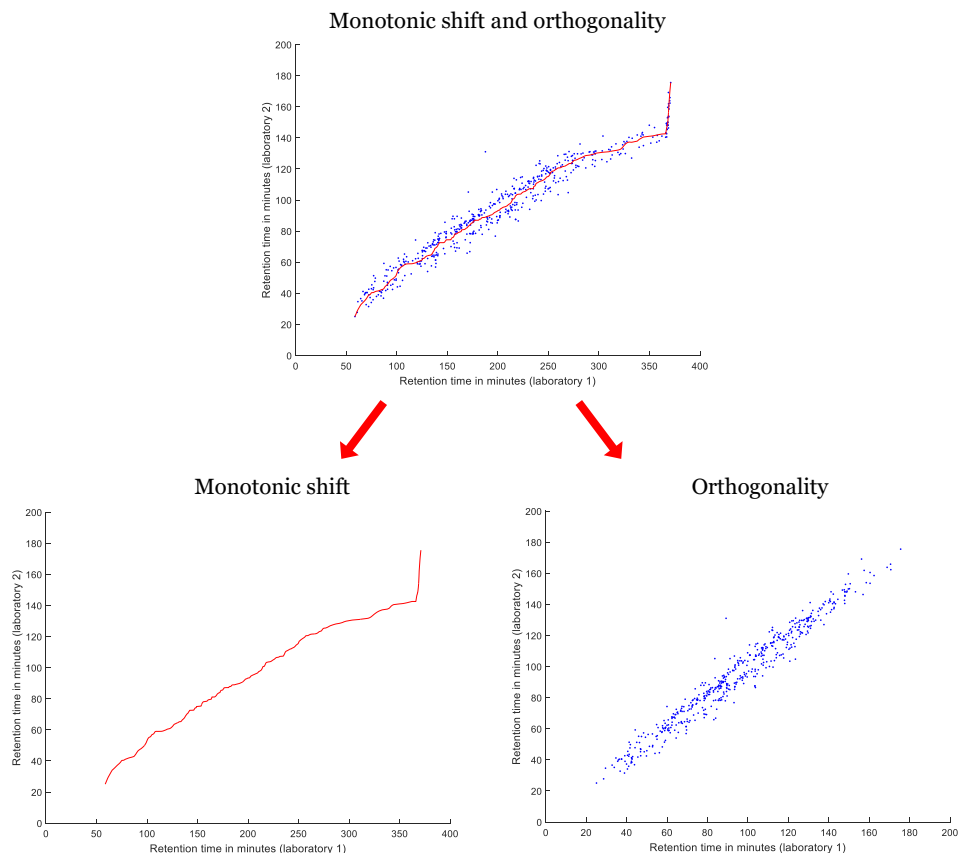 Monotonic shift and orthogonality
200
180
160
140
120
100
80
60
40
20
0
Retention time in minutes (laboratory 2)
0 50 100 150 200 250 300 350 400
Retention time in minutes (laboratory 1)
Monotonic shift
200
180
160
140
120
100
80
60
40
20
0
Retention time in minutes (laboratory 2)
0 50 100 150 200 250 300 350 400
Retention time in minutes (laboratory 1)
Orthogonality
200
180
160
140
120
100
80
60
40
20
0
Retention time in minutes (laboratory 2)
0 20 40 60 80 100 120 140 160 180 200
Retention time in minutes (laboratory 1)